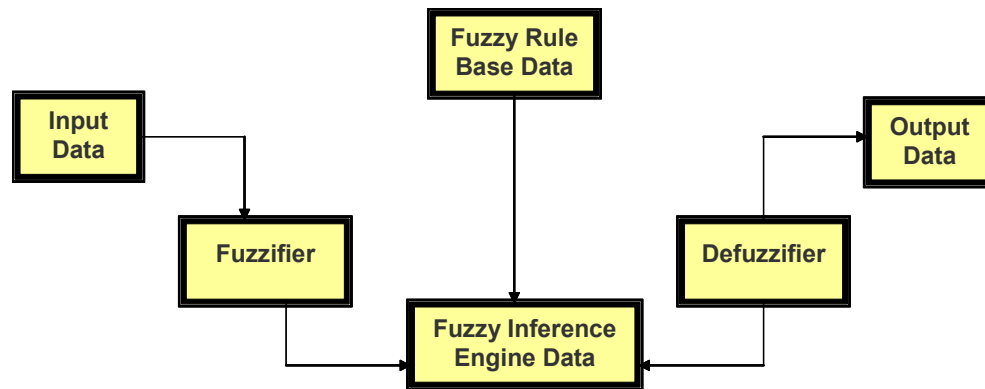 Fuzzy Rule
Base Data
Input
Data
Output
Data
Fuzzifier
Defuzzifier
Fuzzy Inference
Engine Data